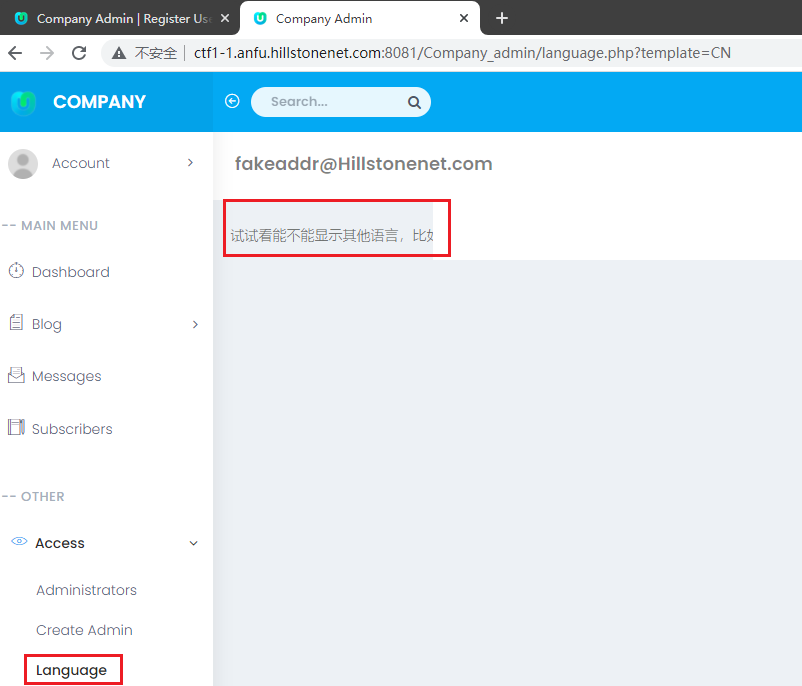 Company Admin | Register Us
Company Admin
不安全
ctf1-1.anfu.hillstonenet.com:8081/Company_admin/language.php?template=CN
COMPANY
Search...
Account
fakeaddr@Hillstonenet.com
-- MAIN MENU
试试看能不能显示其他语言，比如
Dashboard
Blog
Messages
Subscribers
-- OTHER
Access
Administrators
Create Admin
Language